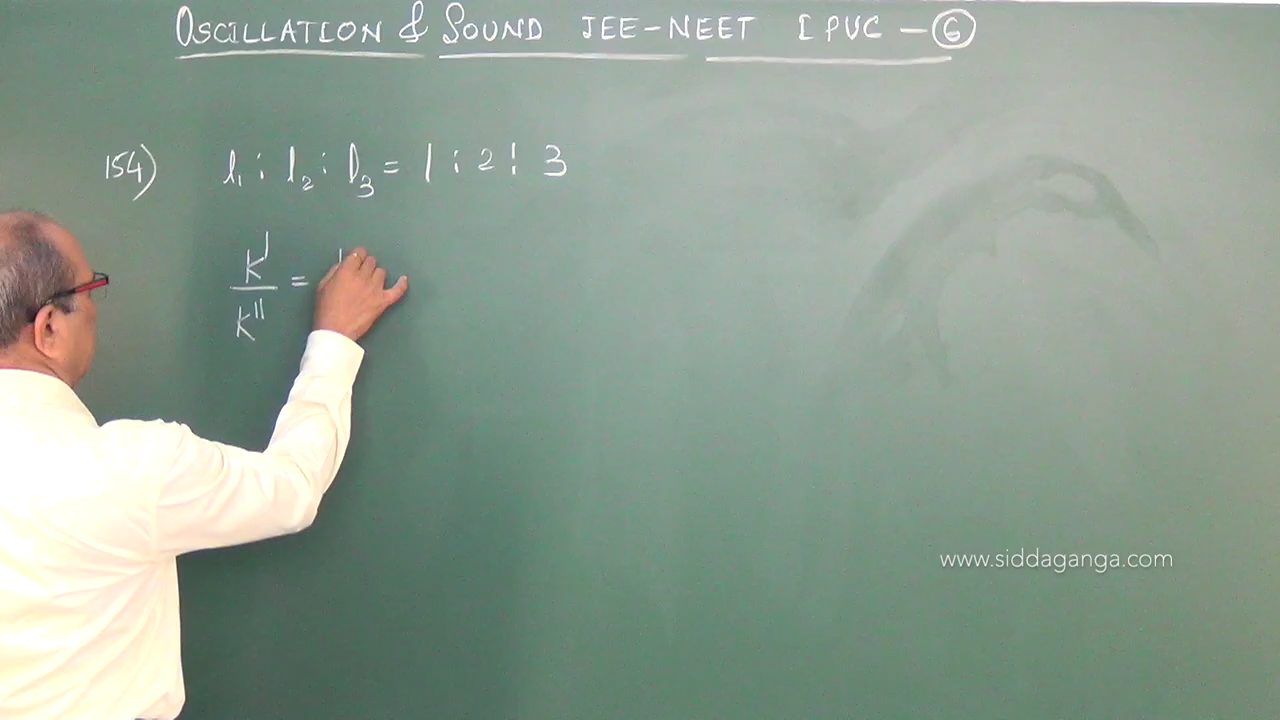 OSCILLATION & SOUND JEE-NEET I PUC - 6
154) l₁ : l₂ : l₃ = 1 : 2 : 3
K' / K'' =
www.siddaganga.com